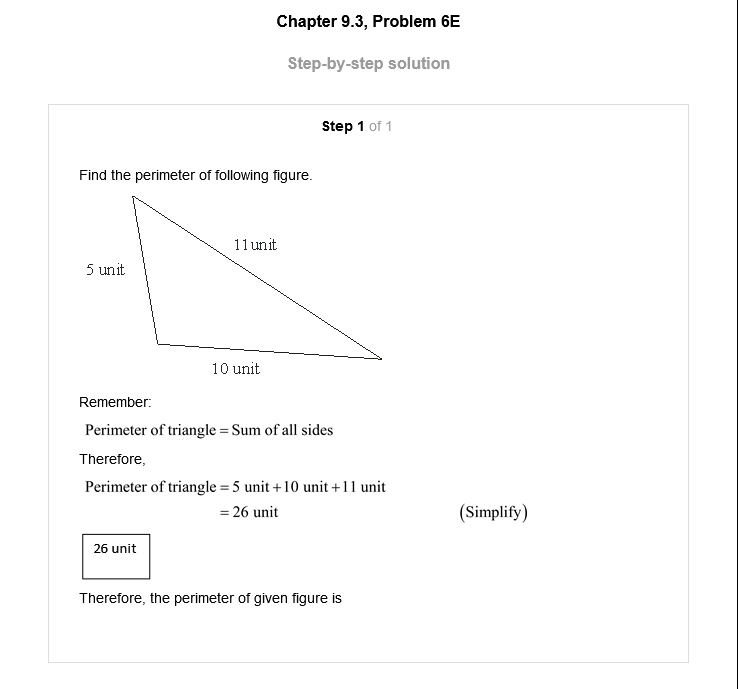 Chapter 9.3, Problem 6E
Step-by-step solution
Step 1 of 1
Find the perimeter of following figure.
11unit
5 unit
10 unit
Remember:
Perimeter of triangle = Sum of all sides
Therefore,
Perimeter of triangle = 5 unit +10 unit +11 unit
= 26 unit (Simplify)
26 unit
Therefore, the perimeter of given figure is